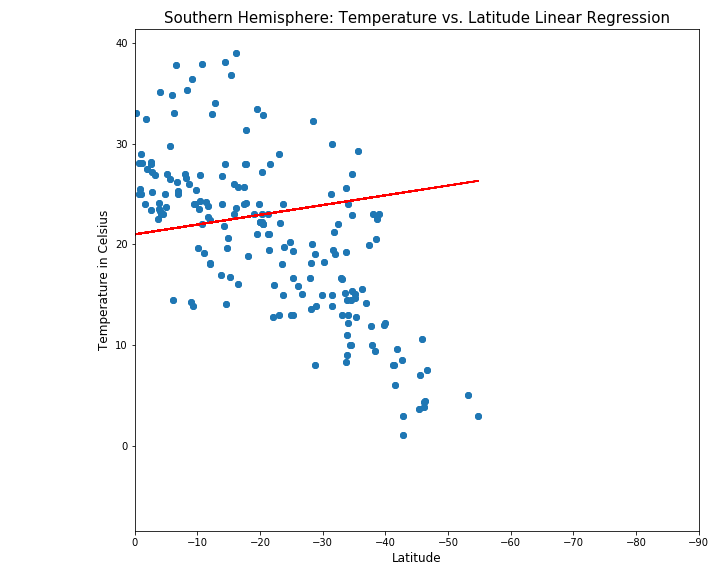 Southern Hemisphere: Temperature vs. Latitude Linear Regression
40
30
20
10
0
Temperature in Celsius
0 −10 −20 −30 −40 −50 −60 −70 −80 −90
Latitude